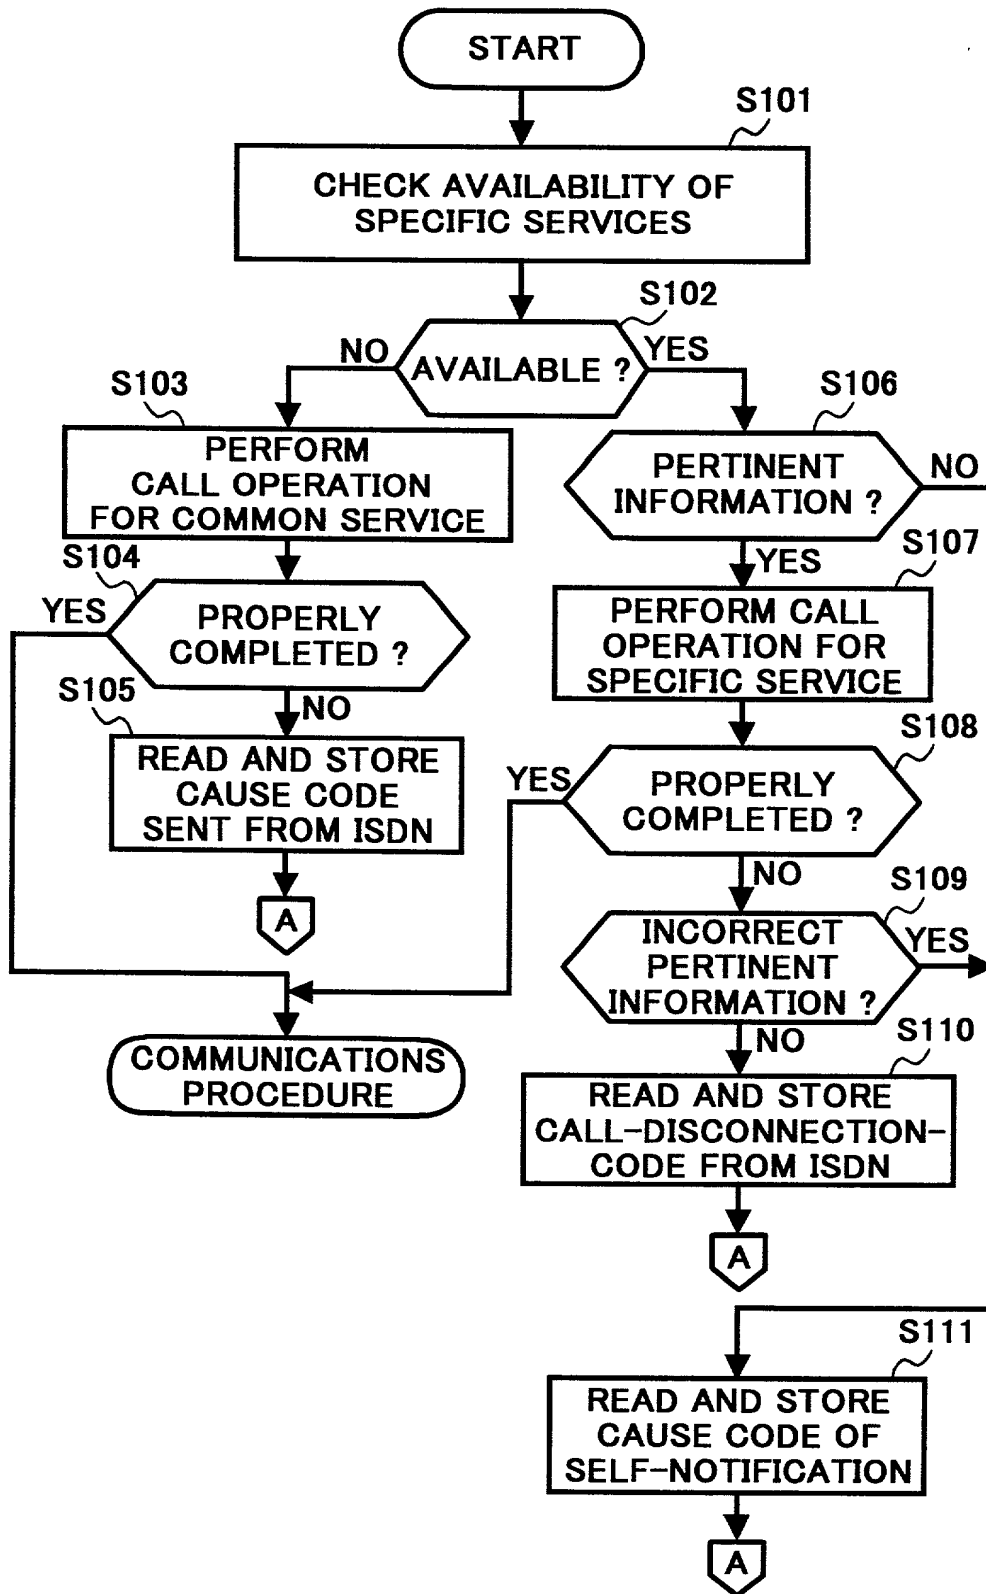 START
S101
CHECK AVAILABILITY OF
SPECIFIC SERVICES
S102
NO
AVAILABLE ?
YES
S103
PERFORM
CALL OPERATION
FOR COMMON SERVICE
S106
PERTINENT
INFORMATION ?
NO
YES
S104
YES
PROPERLY
COMPLETED ?
NO
S107
PERFORM CALL
OPERATION FOR
SPECIFIC SERVICE
S105
READ AND STORE
CAUSE CODE
SENT FROM ISDN
A
S108
YES
PROPERLY
COMPLETED ?
NO
S109
INCORRECT
PERTINENT
INFORMATION ?
YES
NO
COMMUNICATIONS
PROCEDURE
S110
READ AND STORE
CALL-DISCONNECTION-
CODE FROM ISDN
A
S111
READ AND STORE
CAUSE CODE OF
SELF-NOTIFICATION
A